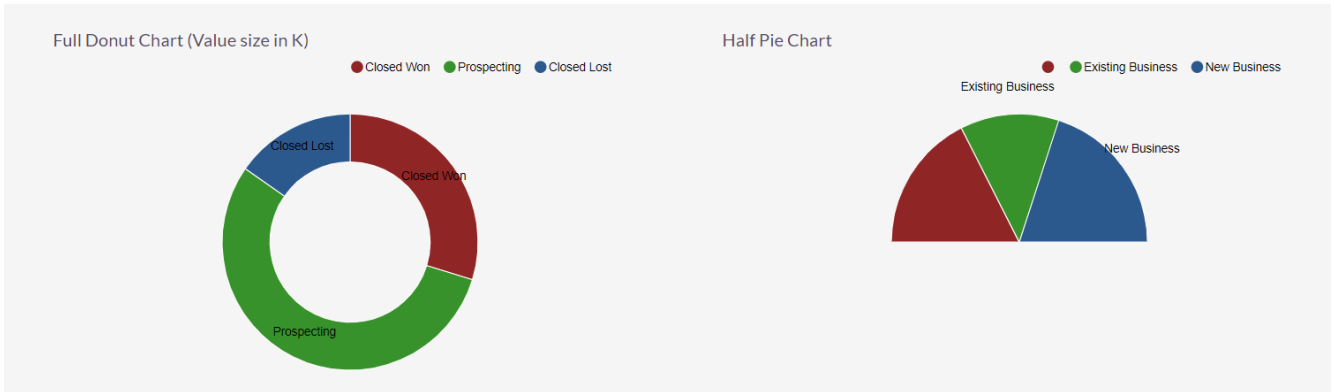 Full Donut Chart (Value size in K)
Closed Won Prospecting Closed Lost
Closed Lost
Closed Won
Prospecting
Half Pie Chart
Existing Business New Business
Existing Business
New Business